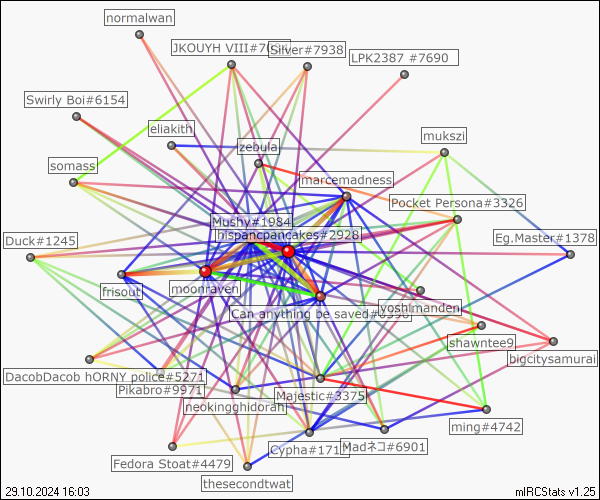 normalwan
JKOUYH VIII#70
Silver#7938
LPK2387 #7690
Swirly Boi#6154
eliakith
zebula
mukszi
somass
marcemadness
Pocket Persona#3326
Mushy#1984
hispancpancakes#2928
Duck#1245
Eg.Master#1378
frisout
moonraven
Can anything be saved
yoshimanden
shawntee9
bigcitysamurai
DacobDacob hORNY police#5271
Pikabro#9971
neokingghidorah
Majestic#3375
ming#4742
Cypha#171
Madネコ#6901
Fedora Stoat#4479
thesecondtwat
29.10.2024 16:03
mIRCStats v1.25